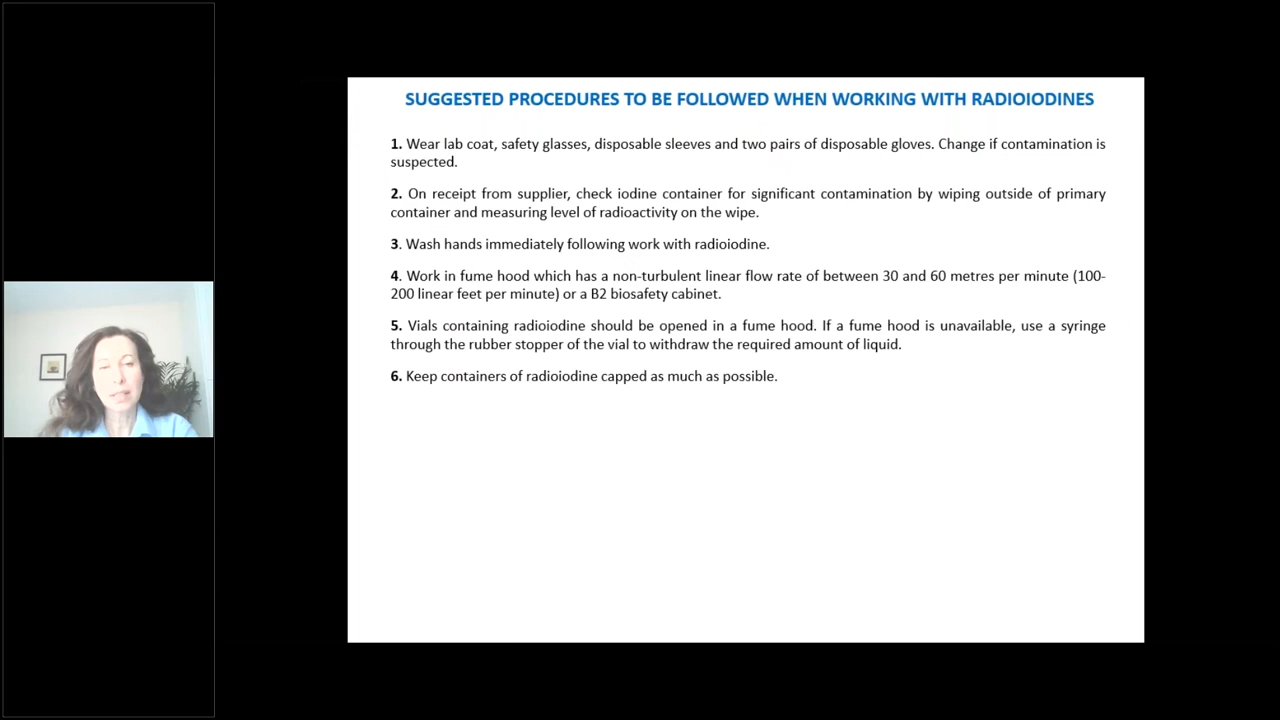 SUGGESTED PROCEDURES TO BE FOLLOWED WHEN WORKING WITH RADIOIODINES
1. Wear lab coat, safety glasses, disposable sleeves and two pairs of disposable gloves. Change if contamination is
suspected.
2. On receipt from supplier, check iodine container for significant contamination by wiping outside of primary
container and measuring level of radioactivity on the wipe.
3. Wash hands immediately following work with radioiodine.
4. Work in fume hood which has a non-turbulent linear flow rate of between 30 and 60 metres per minute (100-
200 linear feet per minute) or a B2 biosafety cabinet.
5. Vials containing radioiodine should be opened in a fume hood. If a fume hood is unavailable, use a syringe
through the rubber stopper of the vial to withdraw the required amount of liquid.
6. Keep containers of radioiodine capped as much as possible.